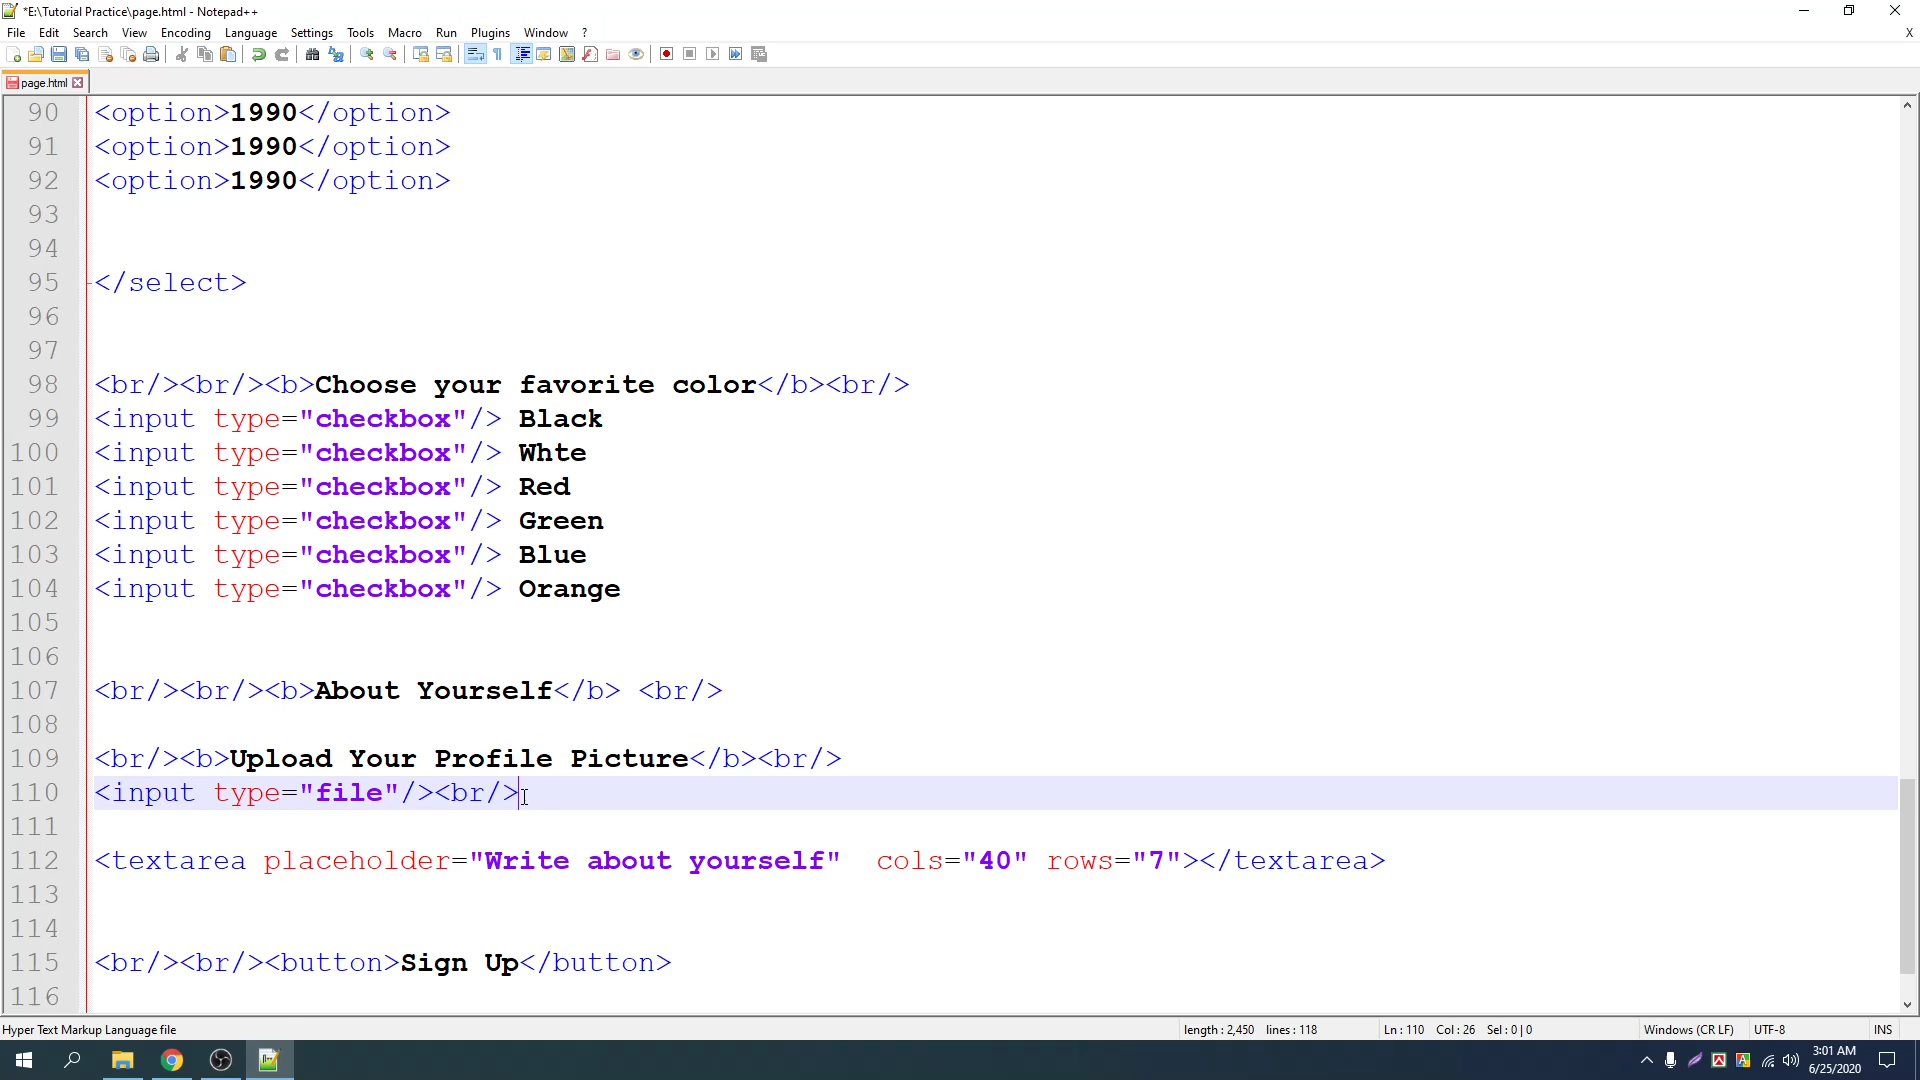 *E:\Tutorial Practice\page.html - Notepad++
File Edit Search View Encoding Language Settings Tools Macro Run Plugins Window ? X
page.html
90 <option>1990</option>
91 <option>1990</option>
92 <option>1990</option>
93
94
95 </select>
96
97
98 <br/><br/><b>Choose your favorite color</b><br/>
99 <input type="checkbox"/> Black
100 <input type="checkbox"/> Whte
101 <input type="checkbox"/> Red
102 <input type="checkbox"/> Green
103 <input type="checkbox"/> Blue
104 <input type="checkbox"/> Orange
105
106
107 <br/><br/><b>About Yourself</b> <br/>
108
109 <br/><b>Upload Your Profile Picture</b><br/>
110 <input type="file"/><br/>
111
112 <textarea placeholder="Write about yourself"  cols="40" rows="7"></textarea>
113
114
115 <br/><br/><button>Sign Up</button>
116
Hyper Text Markup Language file length : 2,450 lines : 118 Ln : 110 Col : 26 Sel : 0 | 0 Windows (CR LF) UTF-8 INS
3:01 AM
6/25/2020